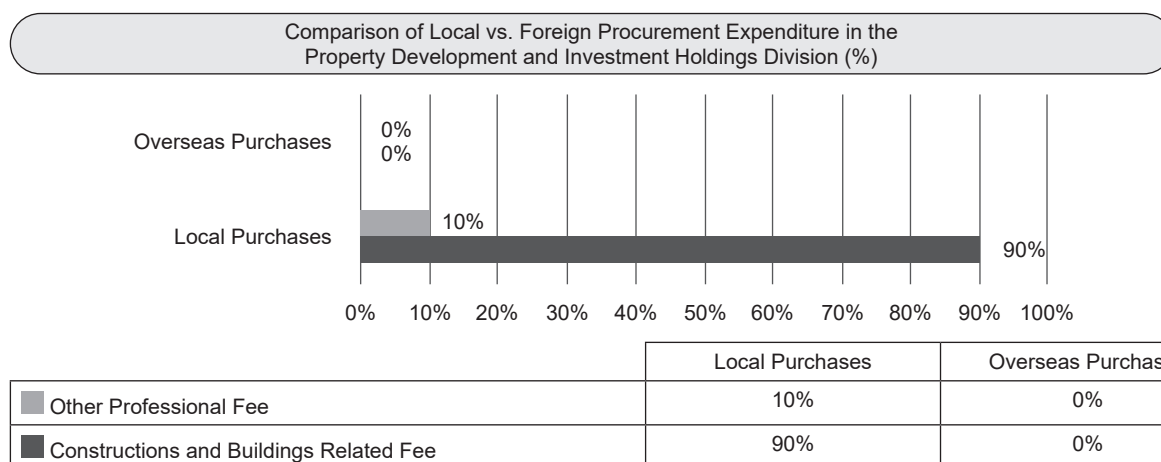 Comparison of Local vs. Foreign Procurement Expenditure in the
Property Development and Investment Holdings Division (%)
Overseas Purchases
0%
0%
Local Purchases
10%
90%
0% 10% 20% 30% 40% 50% 60% 70% 80% 90% 100%
Local Purchases Overseas Purchas
Other Professional Fee 10% 0%
Constructions and Buildings Related Fee 90% 0%